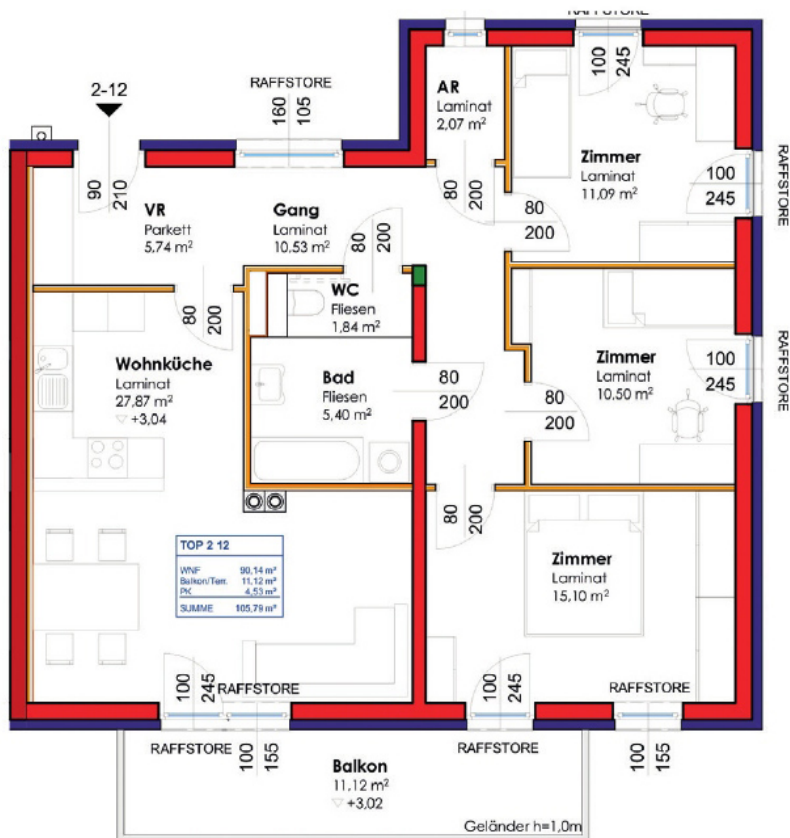 RAFFSTORE
100
245
2-12
RAFFSTORE
160
105
AR
Laminat
2,07 m²
Zimmer
Laminat
11,09 m²
RAFFSTORE
100
245
90
210
VR
Parkett
5,74 m²
Gang
Laminat
10,53 m²
80
200
80
200
80
200
WC
Fliesen
1,84 m²
80
200
Wohnküche
Laminat
27,87 m²
▽ +3,04
Bad
Fliesen
5,40 m²
80
200
Zimmer
Laminat
10,50 m²
100
245
RAFFSTORE
80
200
80
200
TOP 2 12
WNF 90,14 m²
Balkon/Terr. 11,12 m²
PK 4,53 m²
SUMME 105,79 m²
Zimmer
Laminat
15,10 m²
100
245
RAFFSTORE
100
245
RAFFSTORE
RAFFSTORE
100
155
RAFFSTORE
100
155
Balkon
11,12 m²
▽ +3,02
Geländer h=1,0m